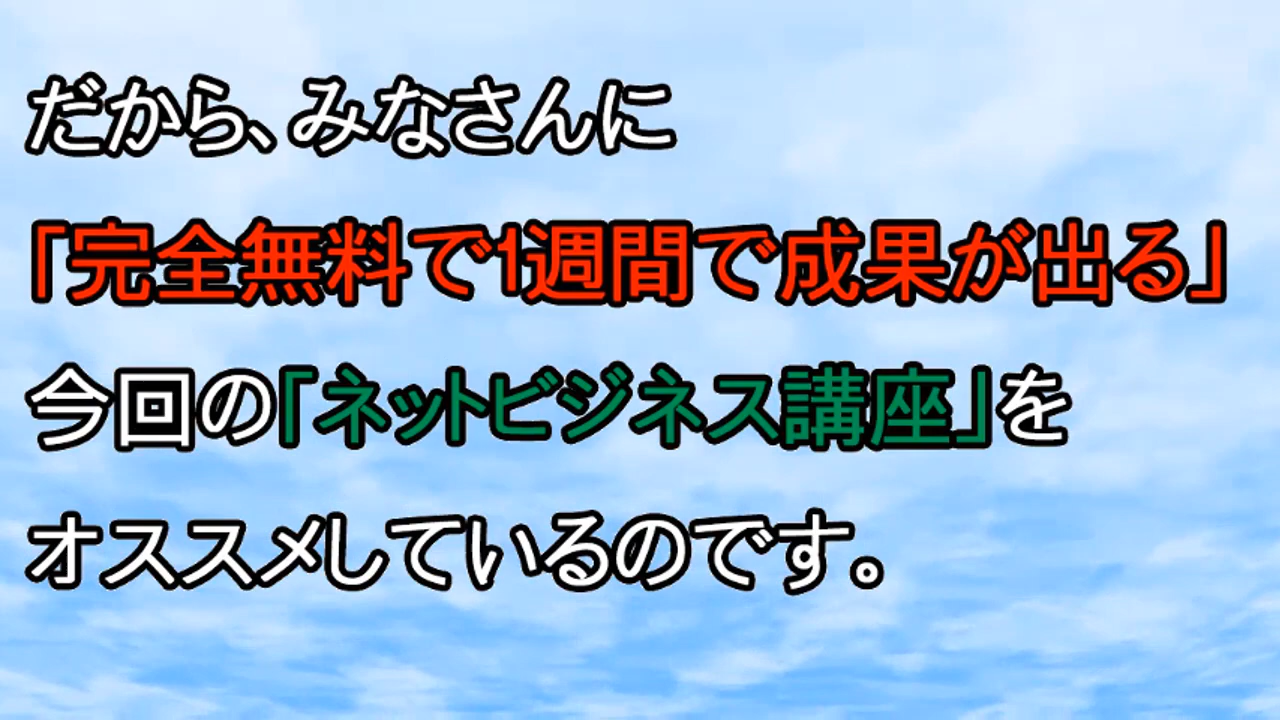 だから、みなさんに
「完全無料で1週間で成果が出る」
今回の「ネットビジネス講座」を
オススメしているのです。